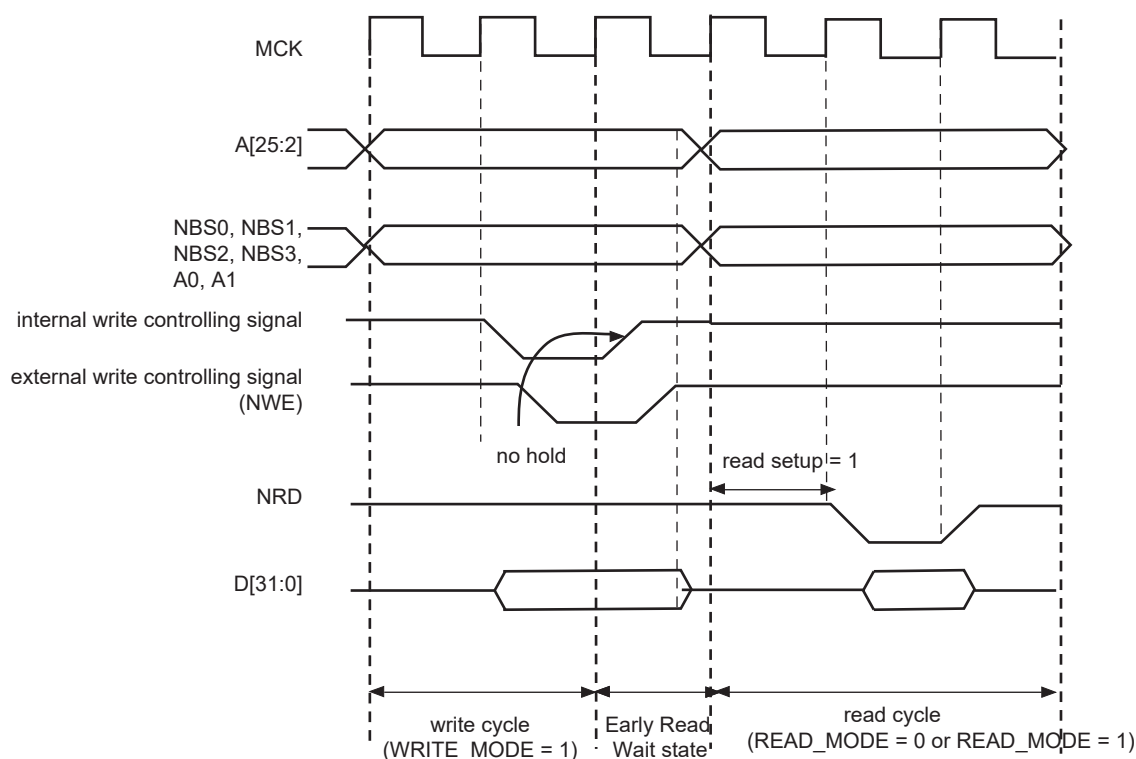 MCK
A[25:2]
NBS0, NBS1,
NBS2, NBS3,
A0, A1
internal write controlling signal
external write controlling signal
(NWE)
no hold
read setup = 1
NRD
D[31:0]
write cycle
(WRITE_MODE = 1)
Early Read
Wait state
read cycle
(READ_MODE = 0 or READ_MODE = 1)